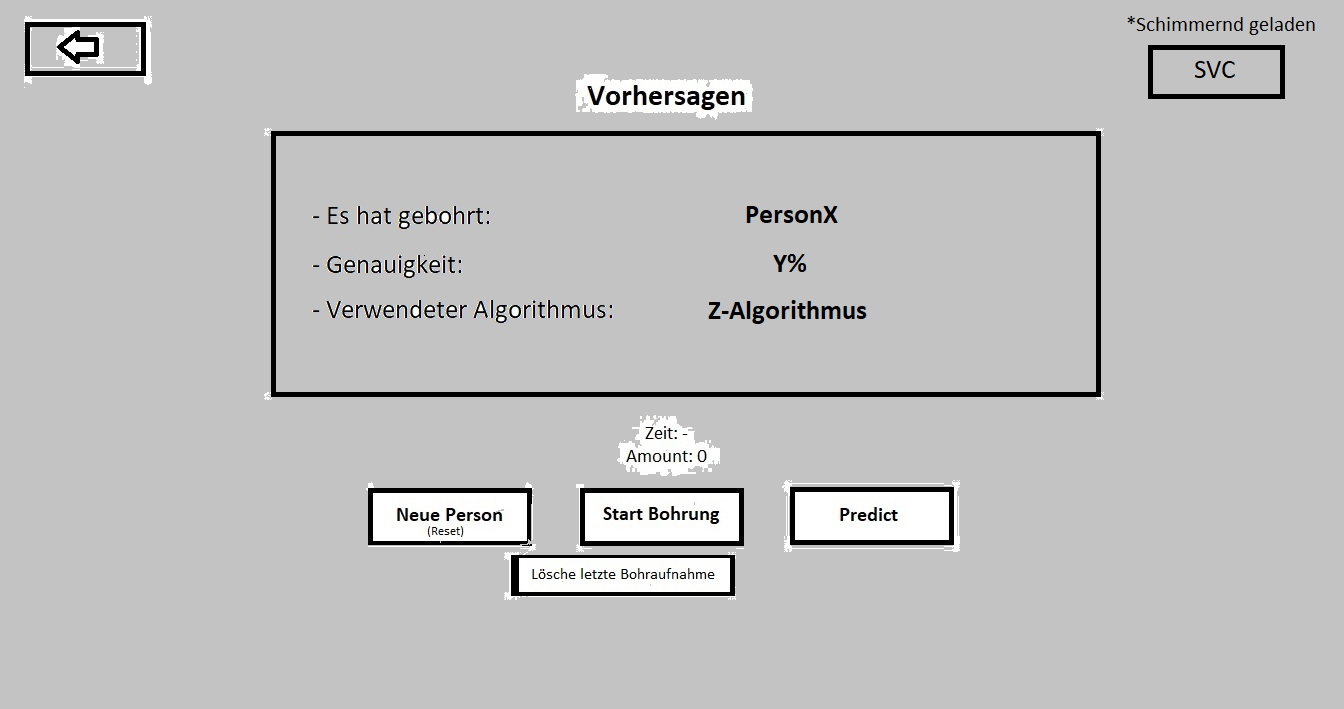 *Schimmernd geladen
SVC
Vorhersagen
- Es hat gebohrt: PersonX
- Genauigkeit: Y%
- Verwendeter Algorithmus: Z-Algorithmus
Zeit: -
Amount: 0
Neue Person
(Reset)
Start Bohrung
Predict
Lösche letzte Bohraufnahme